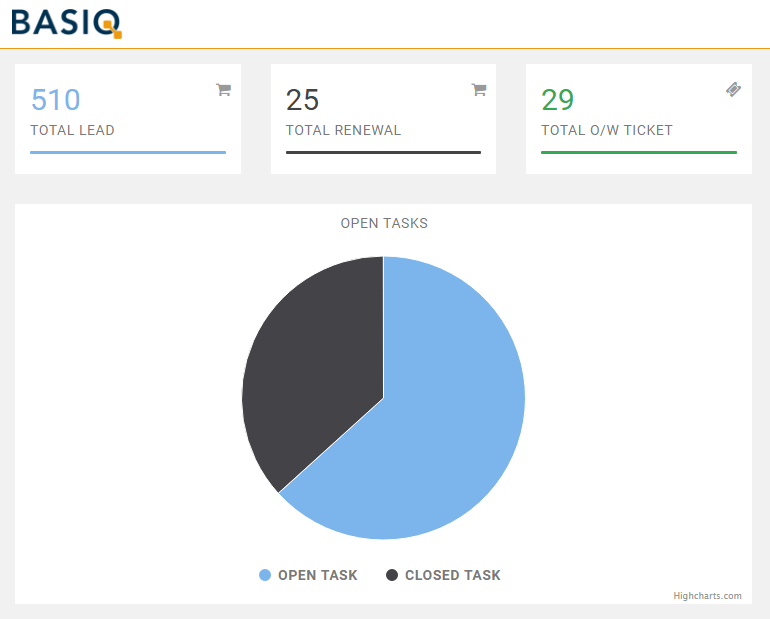 BASIQ
510
TOTAL LEAD
25
TOTAL RENEWAL
29
TOTAL O/W TICKET
OPEN TASKS
OPEN TASK
CLOSED TASK
Highcharts.com